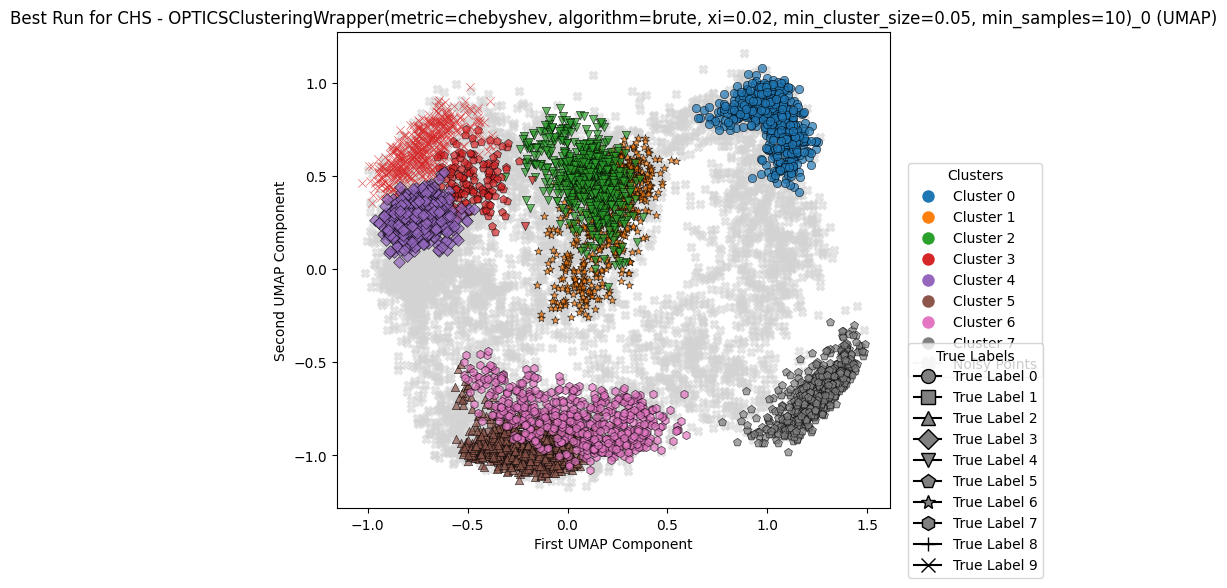 Best Run for CHS - OPTICSClusteringWrapper(metric=chebyshev, algorithm=brute, xi=0.02, min_cluster_size=0.05, min_samples=10)_0 (UMAP)
1.0
0.5
0.0
−0.5
−1.0
Second UMAP Component
−1.0
−0.5
0.0
0.5
1.0
1.5
First UMAP Component
Clusters
Cluster 0
Cluster 1
Cluster 2
Cluster 3
Cluster 4
Cluster 5
Cluster 6
Cluster 7
Noisy Points
True Labels
True Label 0
True Label 1
True Label 2
True Label 3
True Label 4
True Label 5
True Label 6
True Label 7
True Label 8
True Label 9